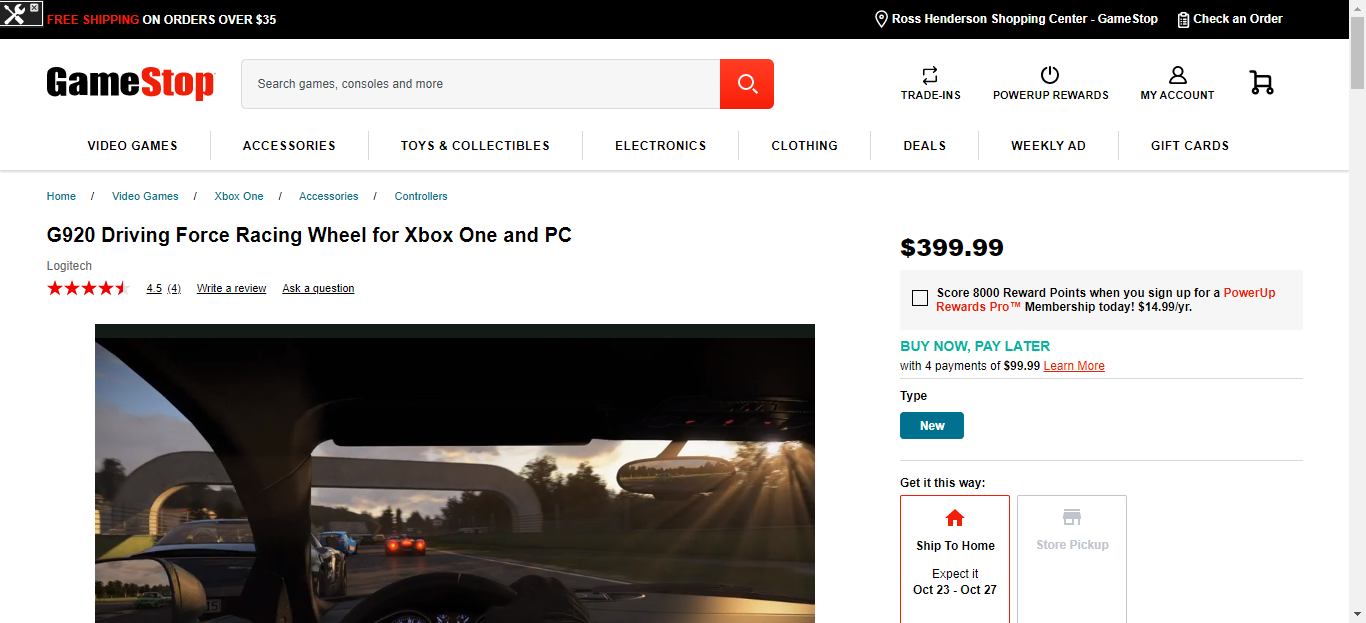 FREE SHIPPING ON ORDERS OVER $35
Ross Henderson Shopping Center - GameStop
Check an Order
GameStop
Search games, consoles and more
TRADE-INS
POWERUP REWARDS
MY ACCOUNT
VIDEO GAMES
ACCESSORIES
TOYS & COLLECTIBLES
ELECTRONICS
CLOTHING
DEALS
WEEKLY AD
GIFT CARDS
Home / Video Games / Xbox One / Accessories / Controllers
G920 Driving Force Racing Wheel for Xbox One and PC
Logitech
4.5 (4) Write a review Ask a question
$399.99
Score 8000 Reward Points when you sign up for a PowerUp
Rewards Pro™ Membership today! $14.99/yr.
BUY NOW, PAY LATER
with 4 payments of $99.99 Learn More
Type
New
Get it this way:
Ship To Home
Expect it
Oct 23 - Oct 27
Store Pickup